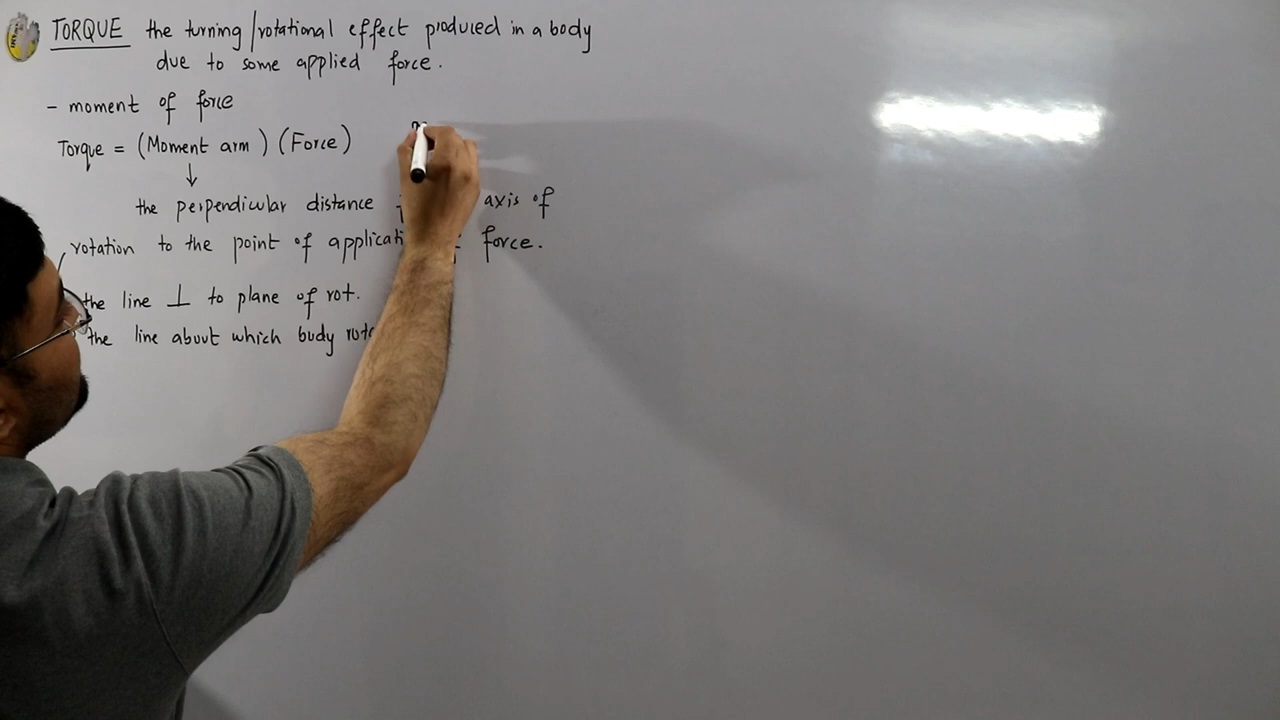 TORQUE the turning/rotational effect produced in a body
due to some applied force.
- moment of force
Torque = (Moment arm) (Force)
↓
the perpendicular distance axis of
rotation to the point of force.
the line ⊥ to plane of rot.
the line about which body